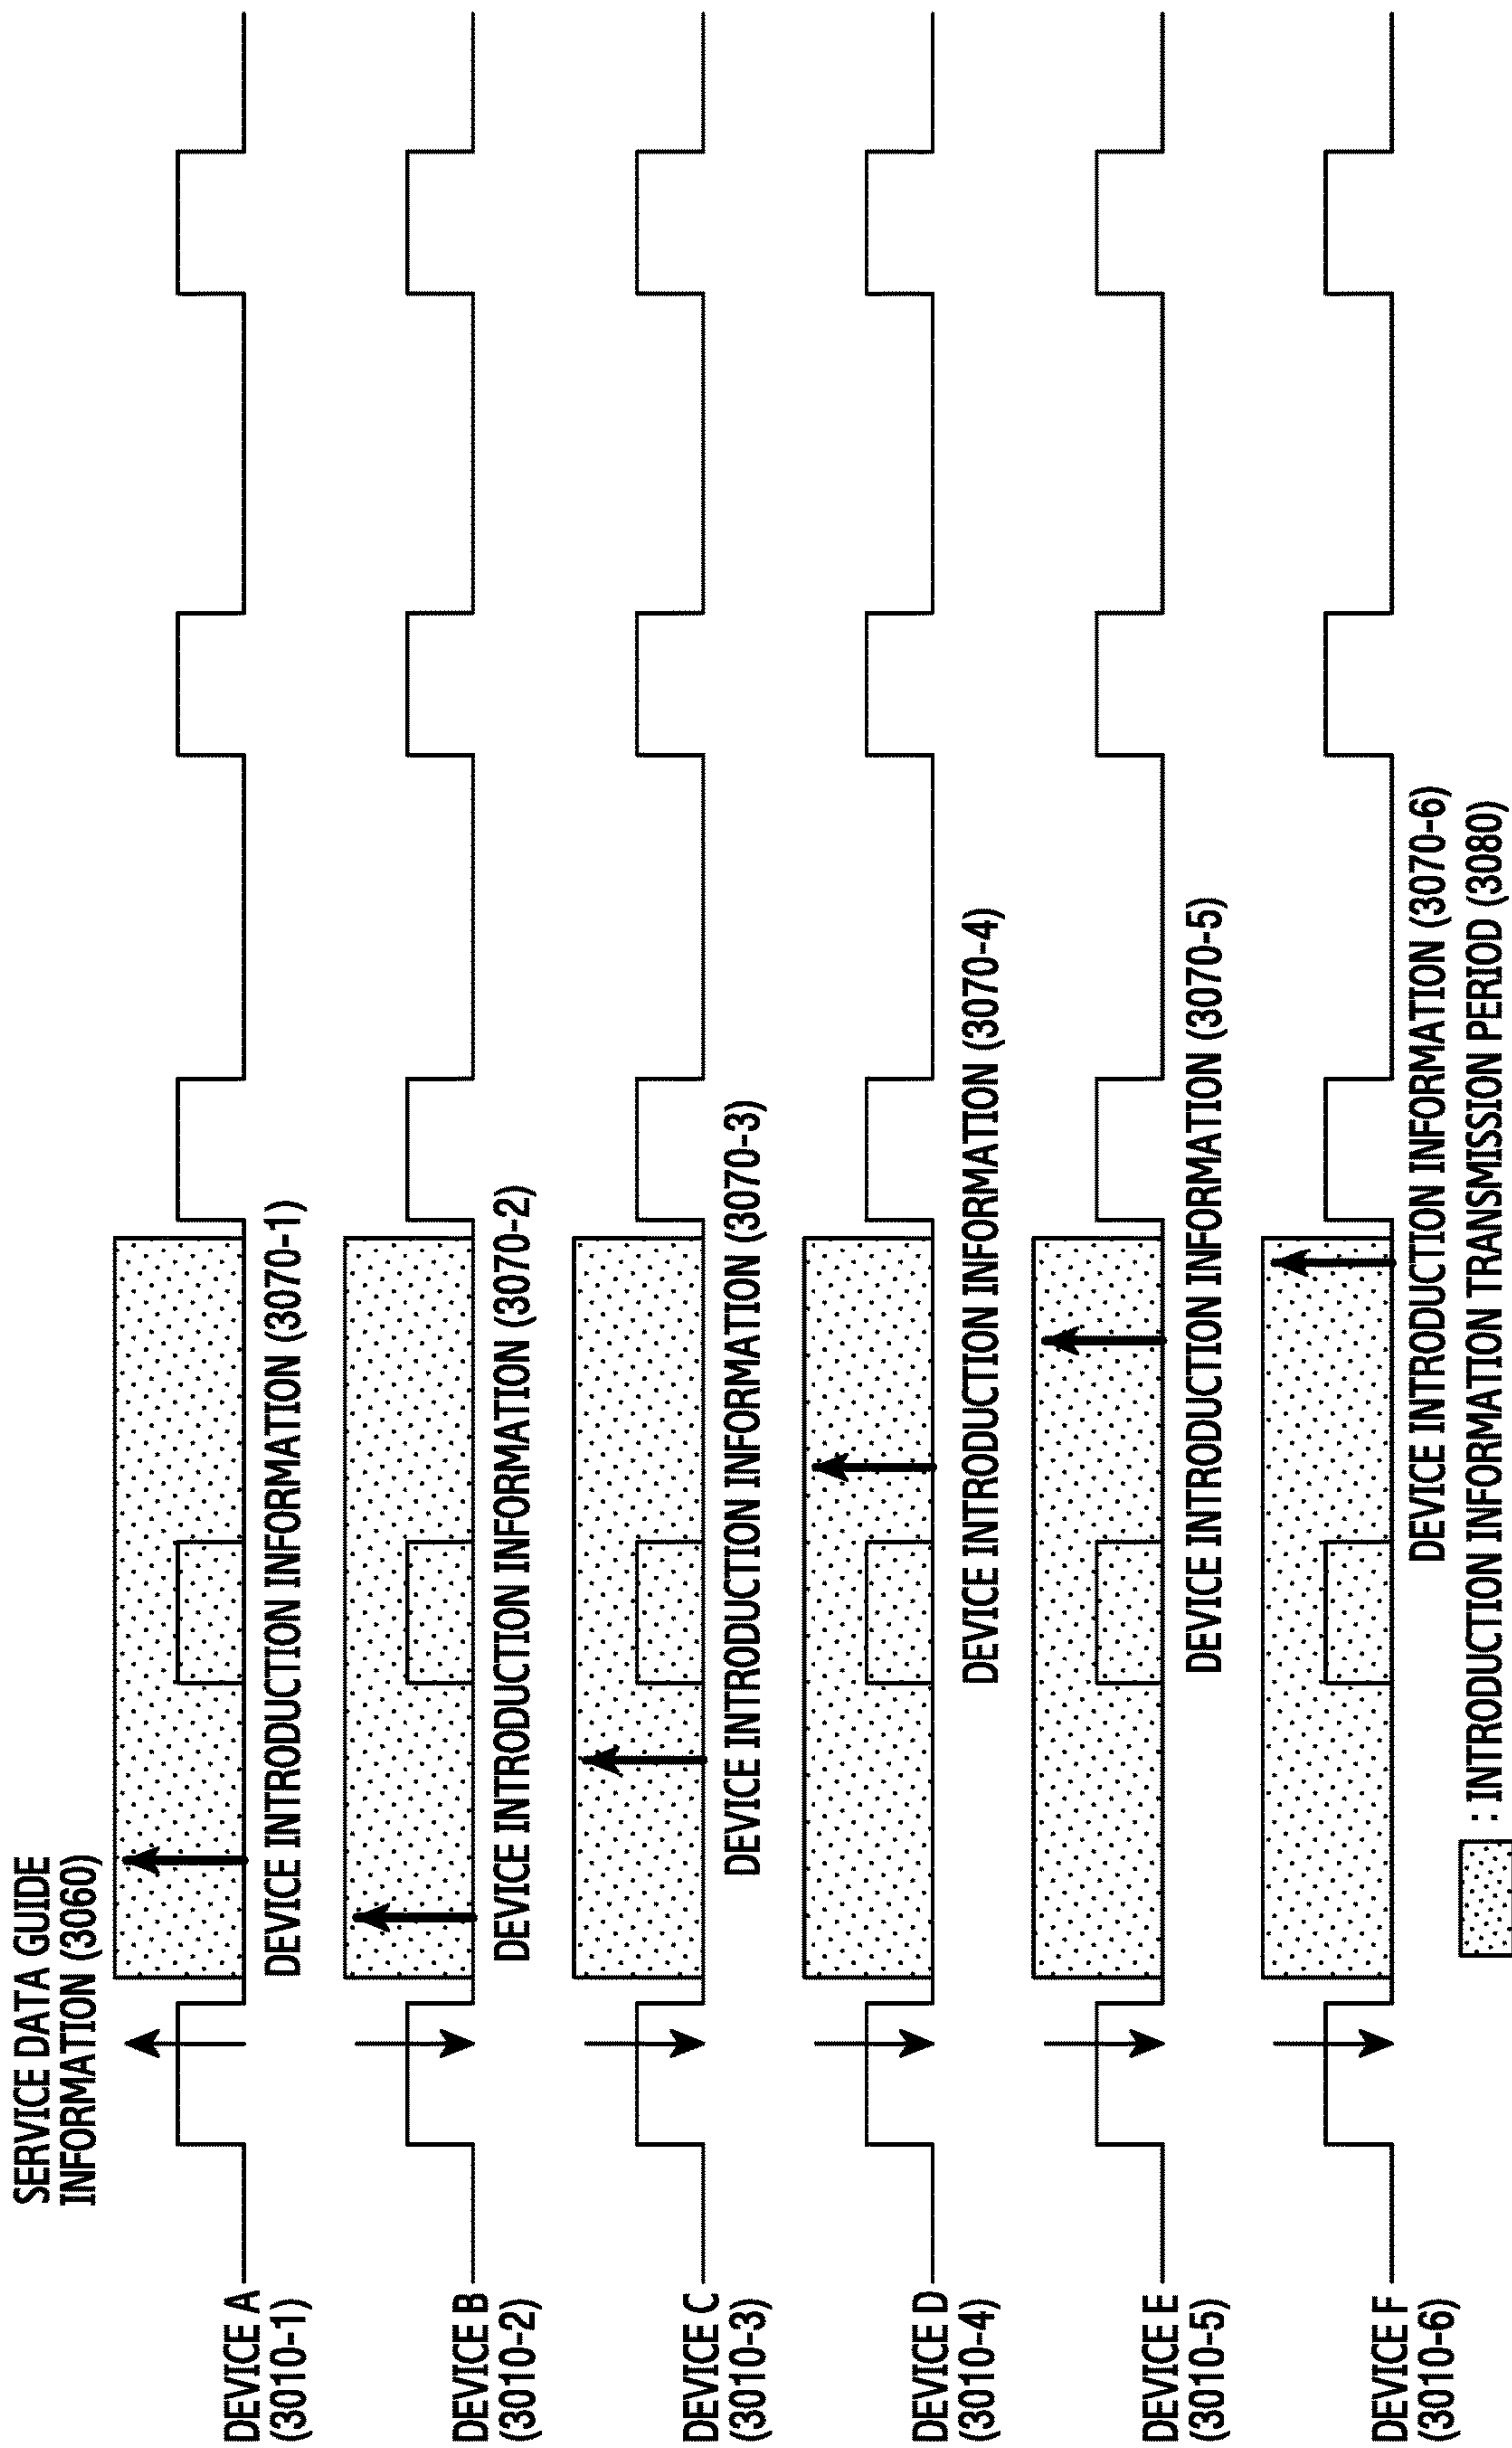 SERVICE DATA GUIDE
INFORMATION (3060)
DEVICE A
(3010-1)
DEVICE INTRODUCTION INFORMATION (3070-1)
DEVICE B
(3010-2)
DEVICE INTRODUCTION INFORMATION (3070-2)
DEVICE C
(3010-3)
DEVICE INTRODUCTION INFORMATION (3070-3)
DEVICE D
(3010-4)
DEVICE INTRODUCTION INFORMATION (3070-4)
DEVICE E
(3010-5)
DEVICE INTRODUCTION INFORMATION (3070-5)
DEVICE F
(3010-6)
DEVICE INTRODUCTION INFORMATION (3070-6)
: INTRODUCTION INFORMATION TRANSMISSION PERIOD (3080)